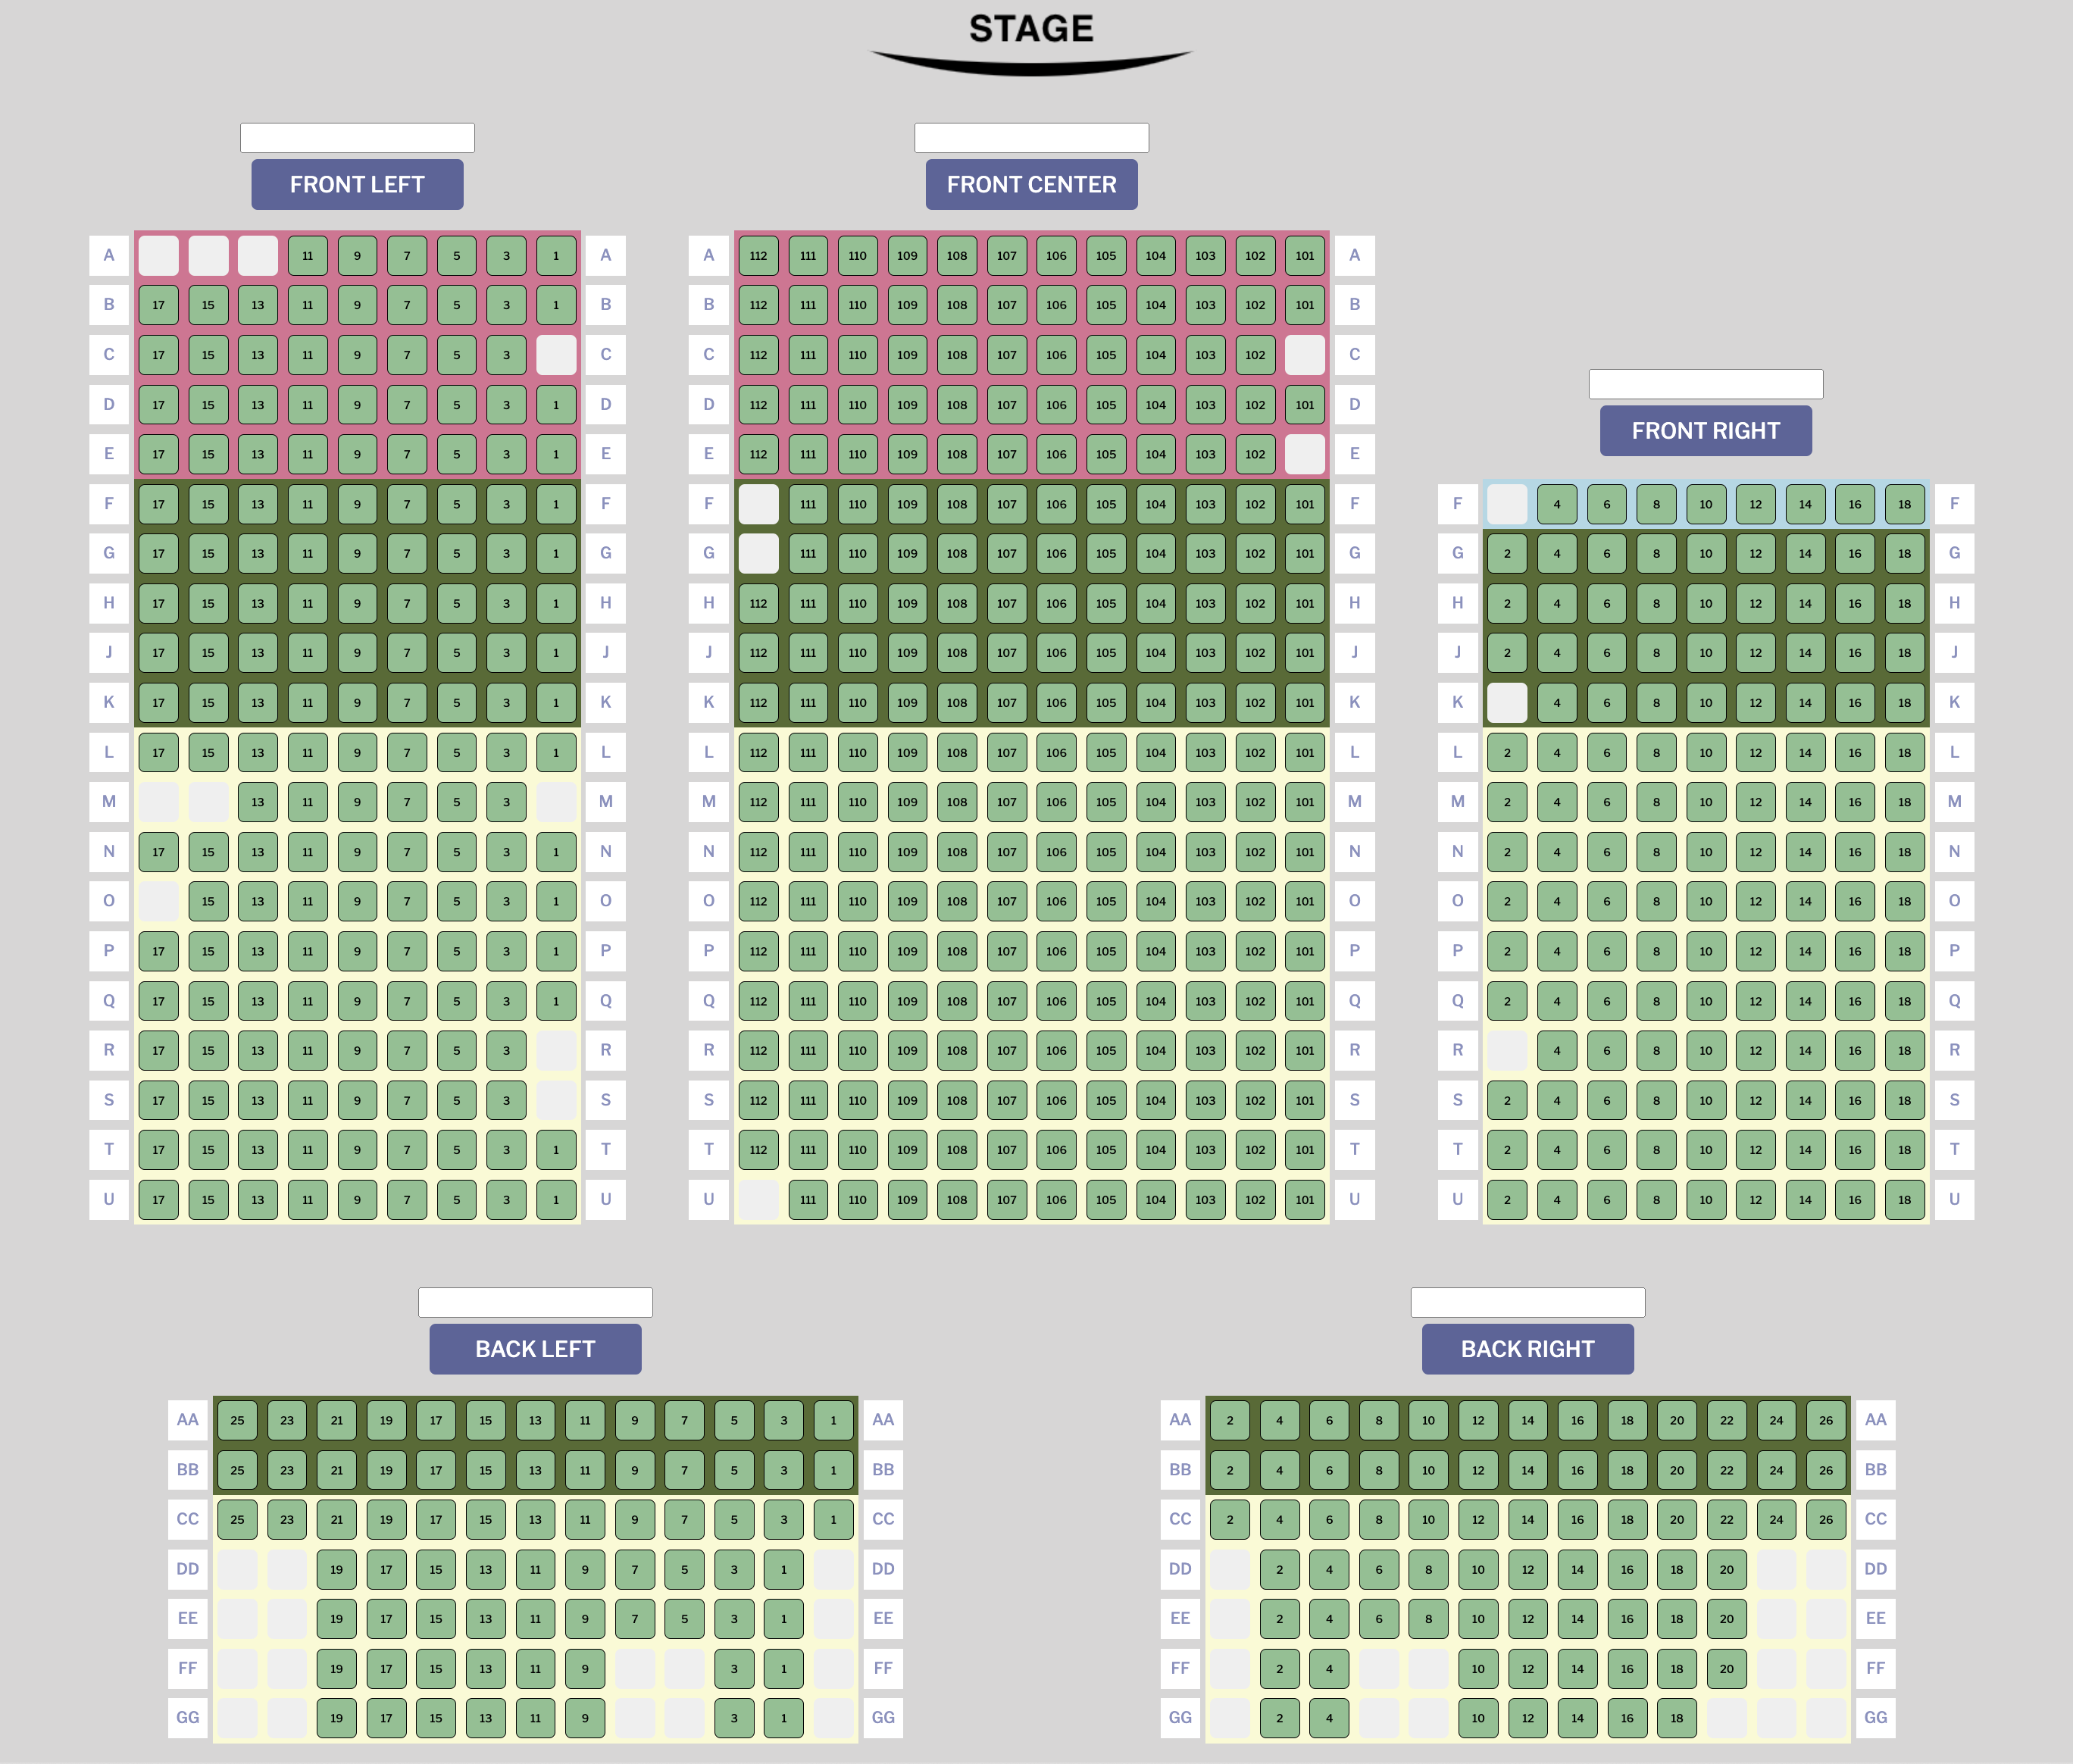 STAGE
FRONT LEFT
A 11 9 7 5 3 1 A
B 17 15 13 11 9 7 5 3 1 B
C 17 15 13 11 9 7 5 3 C
D 17 15 13 11 9 7 5 3 1 D
E 17 15 13 11 9 7 5 3 1 E
F 17 15 13 11 9 7 5 3 1 F
G 17 15 13 11 9 7 5 3 1 G
H 17 15 13 11 9 7 5 3 1 H
J 17 15 13 11 9 7 5 3 1 J
K 17 15 13 11 9 7 5 3 1 K
L 17 15 13 11 9 7 5 3 1 L
M 13 11 9 7 5 3 M
N 17 15 13 11 9 7 5 3 1 N
O 15 13 11 9 7 5 3 1 O
P 17 15 13 11 9 7 5 3 1 P
Q 17 15 13 11 9 7 5 3 1 Q
R 17 15 13 11 9 7 5 3 R
S 17 15 13 11 9 7 5 3 S
T 17 15 13 11 9 7 5 3 1 T
U 17 15 13 11 9 7 5 3 1 U
FRONT CENTER
A 112 111 110 109 108 107 106 105 104 103 102 101 A
B 112 111 110 109 108 107 106 105 104 103 102 101 B
C 112 111 110 109 108 107 106 105 104 103 102 C
D 112 111 110 109 108 107 106 105 104 103 102 101 D
E 112 111 110 109 108 107 106 105 104 103 102 E
F 111 110 109 108 107 106 105 104 103 102 101 F
G 111 110 109 108 107 106 105 104 103 102 101 G
H 112 111 110 109 108 107 106 105 104 103 102 101 H
J 112 111 110 109 108 107 106 105 104 103 102 101 J
K 112 111 110 109 108 107 106 105 104 103 102 101 K
L 112 111 110 109 108 107 106 105 104 103 102 101 L
M 112 111 110 109 108 107 106 105 104 103 102 101 M
N 112 111 110 109 108 107 106 105 104 103 102 101 N
O 112 111 110 109 108 107 106 105 104 103 102 101 O
P 112 111 110 109 108 107 106 105 104 103 102 101 P
Q 112 111 110 109 108 107 106 105 104 103 102 101 Q
R 112 111 110 109 108 107 106 105 104 103 102 101 R
S 112 111 110 109 108 107 106 105 104 103 102 101 S
T 112 111 110 109 108 107 106 105 104 103 102 101 T
U 111 110 109 108 107 106 105 104 103 102 101 U
FRONT RIGHT
F 4 6 8 10 12 14 16 18 F
G 2 4 6 8 10 12 14 16 18 G
H 2 4 6 8 10 12 14 16 18 H
J 2 4 6 8 10 12 14 16 18 J
K 4 6 8 10 12 14 16 18 K
L 2 4 6 8 10 12 14 16 18 L
M 2 4 6 8 10 12 14 16 18 M
N 2 4 6 8 10 12 14 16 18 N
O 2 4 6 8 10 12 14 16 18 O
P 2 4 6 8 10 12 14 16 18 P
Q 2 4 6 8 10 12 14 16 18 Q
R 4 6 8 10 12 14 16 18 R
S 2 4 6 8 10 12 14 16 18 S
T 2 4 6 8 10 12 14 16 18 T
U 2 4 6 8 10 12 14 16 18 U
BACK LEFT
AA 25 23 21 19 17 15 13 11 9 7 5 3 1 AA
BB 25 23 21 19 17 15 13 11 9 7 5 3 1 BB
CC 25 23 21 19 17 15 13 11 9 7 5 3 1 CC
DD 19 17 15 13 11 9 7 5 3 1 DD
EE 19 17 15 13 11 9 7 5 3 1 EE
FF 19 17 15 13 11 9 3 1 FF
GG 19 17 15 13 11 9 3 1 GG
BACK RIGHT
AA 2 4 6 8 10 12 14 16 18 20 22 24 26 AA
BB 2 4 6 8 10 12 14 16 18 20 22 24 26 BB
CC 2 4 6 8 10 12 14 16 18 20 22 24 26 CC
DD 2 4 6 8 10 12 14 16 18 20 DD
EE 2 4 6 8 10 12 14 16 18 20 EE
FF 2 4 10 12 14 16 18 20 FF
GG 2 4 10 12 14 16 18 GG